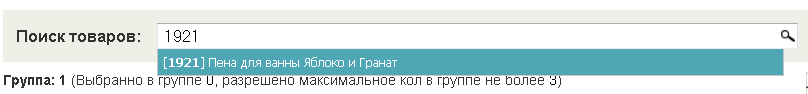 Поиск товаров: 1921
[1921] Пена для ванны Яблоко и Гранат
Группа: 1 (Выбранно в группе 0, разрешено максимальное кол в группе не более 3)